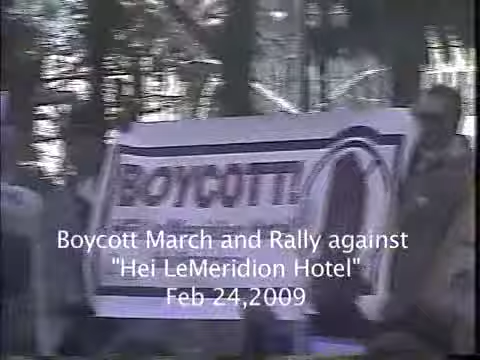 BOYCOTT!
Boycott March and Rally against
"Hei LeMeridion Hotel"
Feb 24,2009